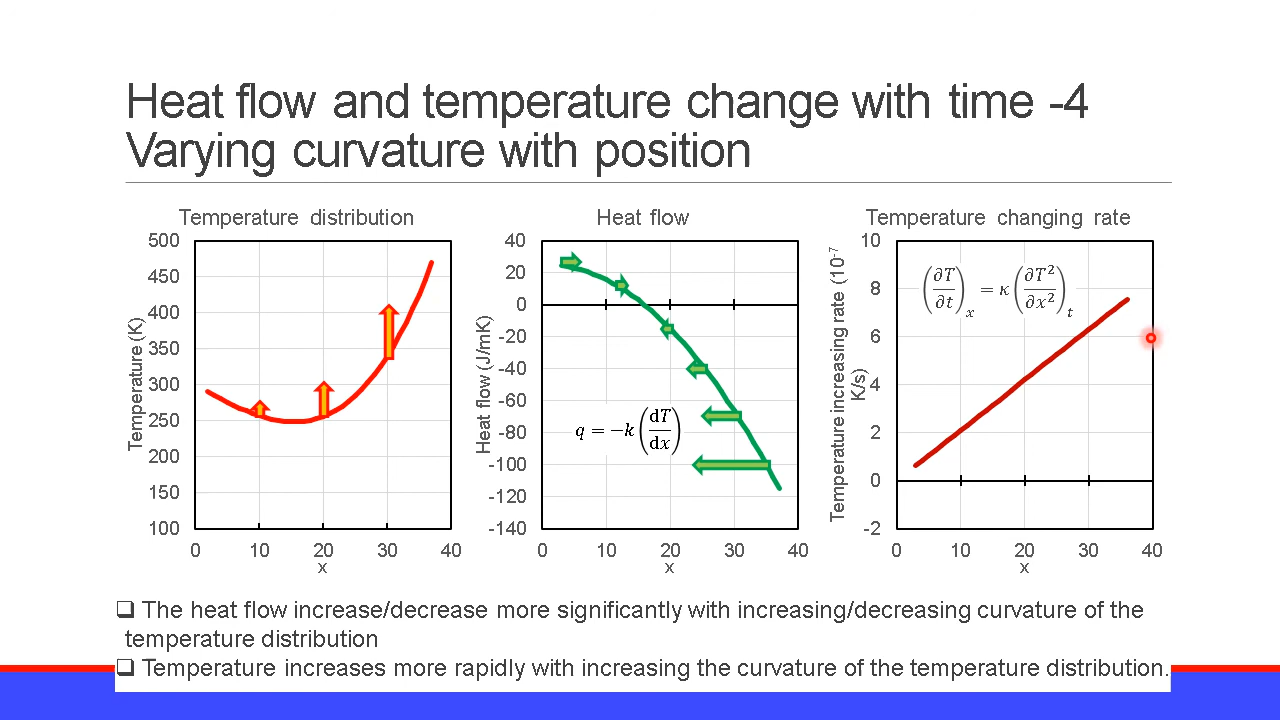 Heat flow and temperature change with time -4
Varying curvature with position
Temperature distribution
500
450
400
350
300
250
200
150
100
0 10 20 30 40
x
Temperature (K)
Heat flow
40
20
0
-20
-40
-60
-80
-100
-120
-140
0 10 20 30 40
x
Heat flow (J/mK)
q = −k(dT/dx)
Temperature changing rate
10
8
6
4
2
0
-2
0 10 20 30 40
x
Temperature increasing rate (10⁻⁷
K/s)
(∂T/∂t)ₓ = κ(∂T²/∂x²)ₜ
❑ The heat flow increase/decrease more significantly with increasing/decreasing curvature of the
temperature distribution
❑ Temperature increases more rapidly with increasing the curvature of the temperature distribution.